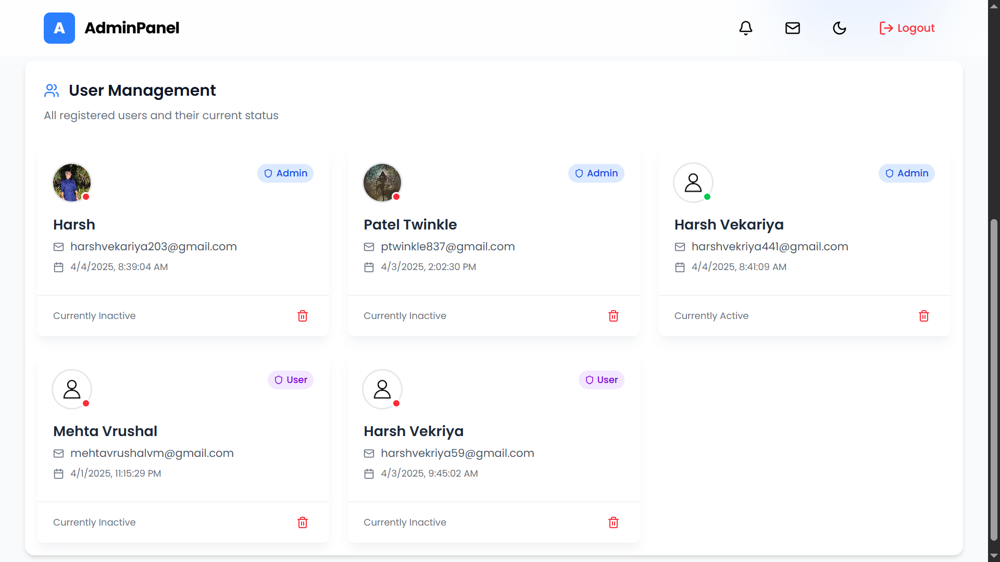 A AdminPanel
Logout
User Management
All registered users and their current status
Admin
Harsh
harshvekariya203@gmail.com
4/4/2025, 8:39:04 AM
Currently Inactive
Admin
Patel Twinkle
ptwinkle837@gmail.com
4/3/2025, 2:02:30 PM
Currently Inactive
Admin
Harsh Vekariya
harshvekriya441@gmail.com
4/4/2025, 8:41:09 AM
Currently Active
User
Mehta Vrushal
mehtavrushalvm@gmail.com
4/1/2025, 11:15:29 PM
Currently Inactive
User
Harsh Vekriya
harshvekriya59@gmail.com
4/3/2025, 9:45:02 AM
Currently Inactive